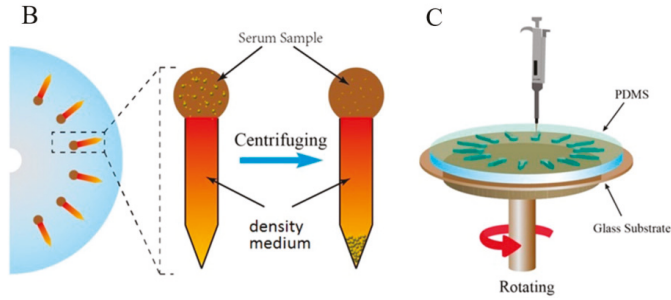 B
Serum Sample
Centrifuging
density
medium
C
PDMS
Glass Substrate
Rotating